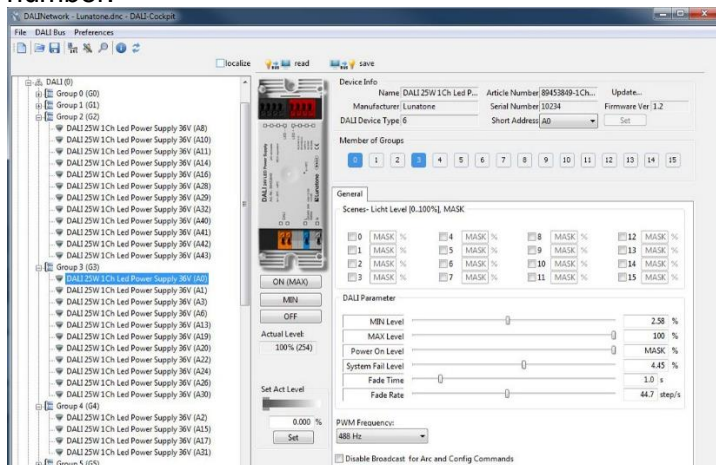 number.
DALINetwork - Lunatone.dnc - DALI-Cockpit
File DALI Bus Preferences
localize read save
DALI (0)
Group 0 (G0)
Group 1 (G1)
Group 2 (G2)
DALI 25W 1Ch Led Power Supply 36V (A8)
DALI 25W 1Ch Led Power Supply 36V (A10)
DALI 25W 1Ch Led Power Supply 36V (A11)
DALI 25W 1Ch Led Power Supply 36V (A14)
DALI 25W 1Ch Led Power Supply 36V (A16)
DALI 25W 1Ch Led Power Supply 36V (A28)
DALI 25W 1Ch Led Power Supply 36V (A29)
DALI 25W 1Ch Led Power Supply 36V (A32)
DALI 25W 1Ch Led Power Supply 36V (A40)
DALI 25W 1Ch Led Power Supply 36V (A41)
DALI 25W 1Ch Led Power Supply 36V (A42)
DALI 25W 1Ch Led Power Supply 36V (A43)
Group 3 (G3)
DALI 25W 1Ch Led Power Supply 36V (A0)
DALI 25W 1Ch Led Power Supply 36V (A1)
DALI 25W 1Ch Led Power Supply 36V (A3)
DALI 25W 1Ch Led Power Supply 36V (A6)
DALI 25W 1Ch Led Power Supply 36V (A13)
DALI 25W 1Ch Led Power Supply 36V (A19)
DALI 25W 1Ch Led Power Supply 36V (A20)
DALI 25W 1Ch Led Power Supply 36V (A22)
DALI 25W 1Ch Led Power Supply 36V (A24)
DALI 25W 1Ch Led Power Supply 36V (A26)
DALI 25W 1Ch Led Power Supply 36V (A30)
Group 4 (G4)
DALI 25W 1Ch Led Power Supply 36V (A2)
DALI 25W 1Ch Led Power Supply 36V (A15)
DALI 25W 1Ch Led Power Supply 36V (A17)
DALI 25W 1Ch Led Power Supply 36V (A31)
Group 5 (G5)
Lunatone
ON (MAX)
MIN
OFF
Actual Level:
100% (254)
Set Act Level
0.000 %
Set
Device Info
Name DALI 25W 1Ch Led P... Article Number 89453849-1Ch... Update...
Manufacturer Lunatone Serial Number 10234 Firmware Ver 1.2
DALI Device Type 6 Short Address A0 Set
Member of Groups
0 1 2 3 4 5 6 7 8 9 10 11 12 13 14 15
General
Scenes- Licht Level [0..100%], MASK
0 MASK % 4 MASK % 8 MASK % 12 MASK %
1 MASK % 5 MASK % 9 MASK % 13 MASK %
2 MASK % 6 MASK % 10 MASK % 14 MASK %
3 MASK % 7 MASK % 11 MASK % 15 MASK %
DALI Parameter
MIN Level 2.58 %
MAX Level 100 %
Power On Level MASK %
System Fail Level 4.45 %
Fade Time 1.0 s
Fade Rate 44.7 step/s
PWM Frequency:
488 Hz
Disable Broadcast for Arc and Config Commands